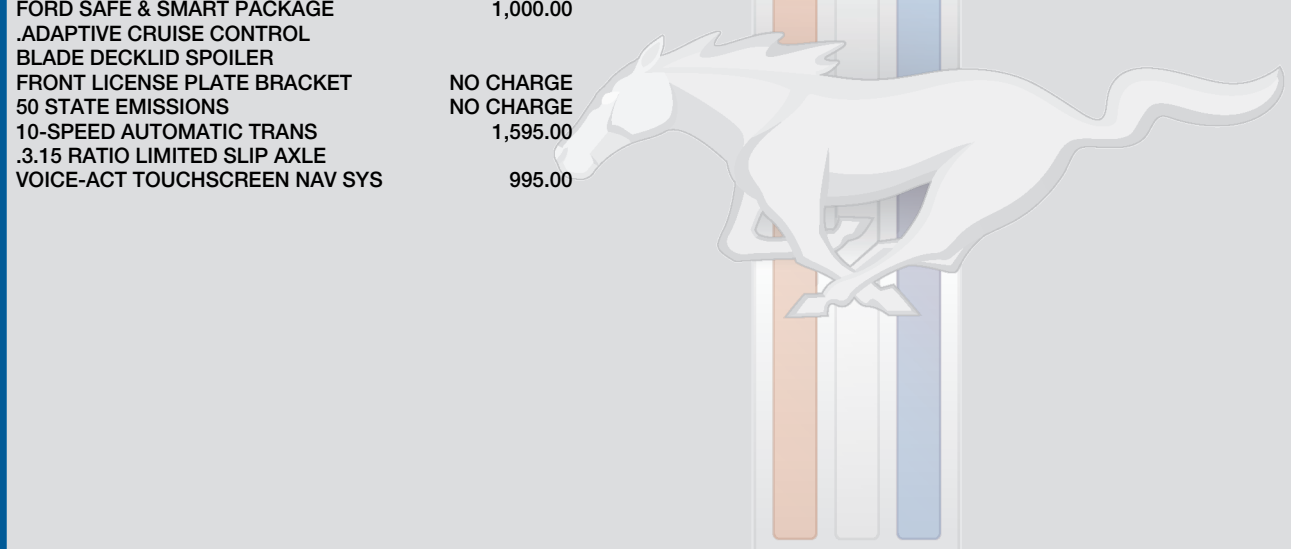 FORD SAFE & SMART PACKAGE 1,000.00
.ADAPTIVE CRUISE CONTROL
BLADE DECKLID SPOILER
FRONT LICENSE PLATE BRACKET NO CHARGE
50 STATE EMISSIONS NO CHARGE
10-SPEED AUTOMATIC TRANS 1,595.00
.3.15 RATIO LIMITED SLIP AXLE
VOICE-ACT TOUCHSCREEN NAV SYS 995.00